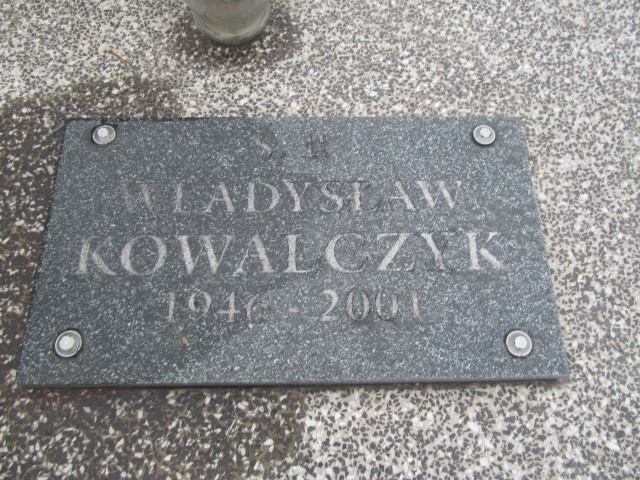 Ś. P.
WŁADYSŁAW
KOWALCZYK
1946 - 2001